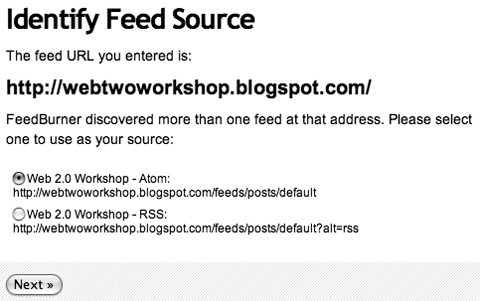 Identify Feed Source
The feed URL you entered is:
http://webtwoworkshop.blogspot.com/
FeedBurner discovered more than one feed at that address. Please select
one to use as your source:
Web 2.0 Workshop - Atom:
http://webtwoworkshop.blogspot.com/feeds/posts/default
Web 2.0 Workshop - RSS:
http://webtwoworkshop.blogspot.com/feeds/posts/default?alt=rss
Next »